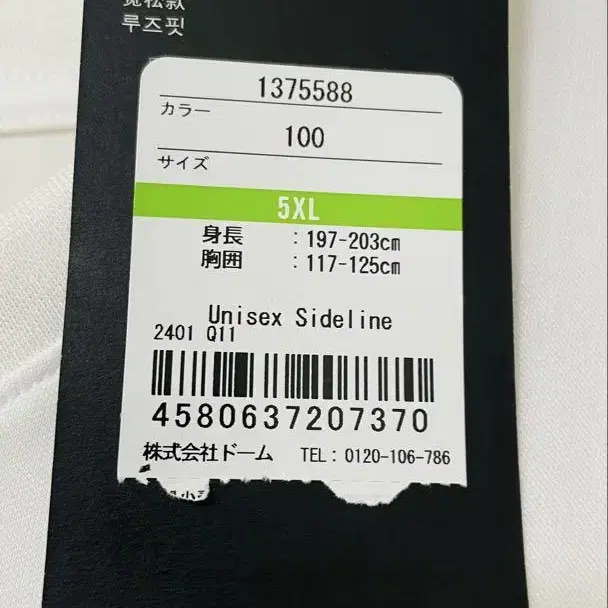 宽松款
루즈핏
1375588
カラー
100
サイズ
5XL
身長 : 197-203cm
胸囲 : 117-125cm
Unisex Sideline
2401 Q11
4580637207370
株式会社ドーム TEL: 0120-106-786